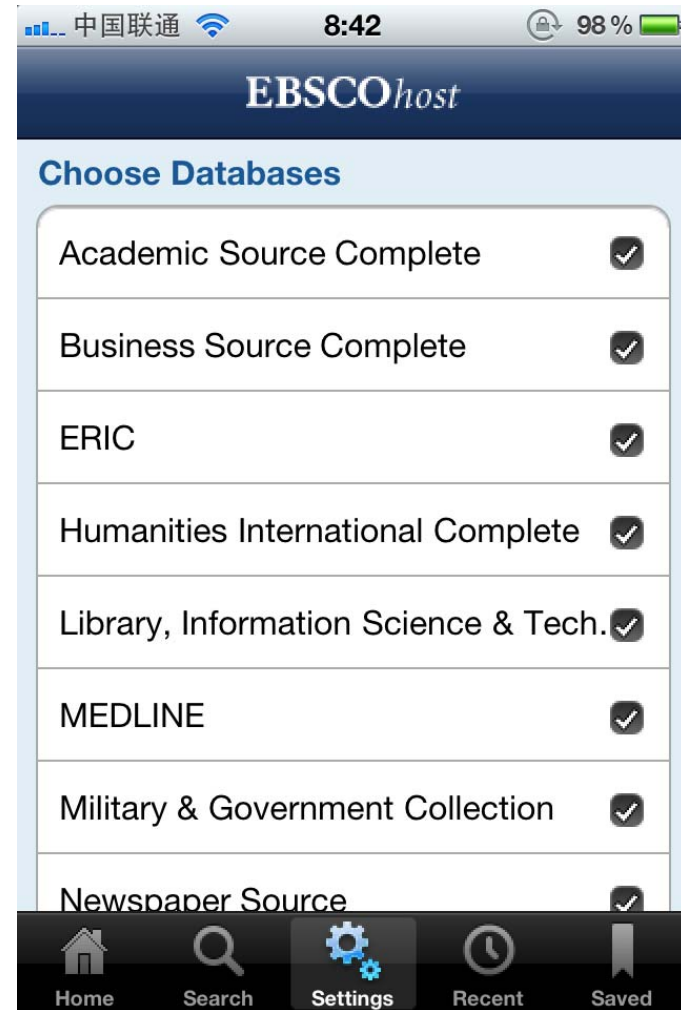 中国联通 8:42 98%
EBSCOhost
Choose Databases
Academic Source Complete
Business Source Complete
ERIC
Humanities International Complete
Library, Information Science & Tech.
MEDLINE
Military & Government Collection
Newspaper Source
Home Search Settings Recent Saved